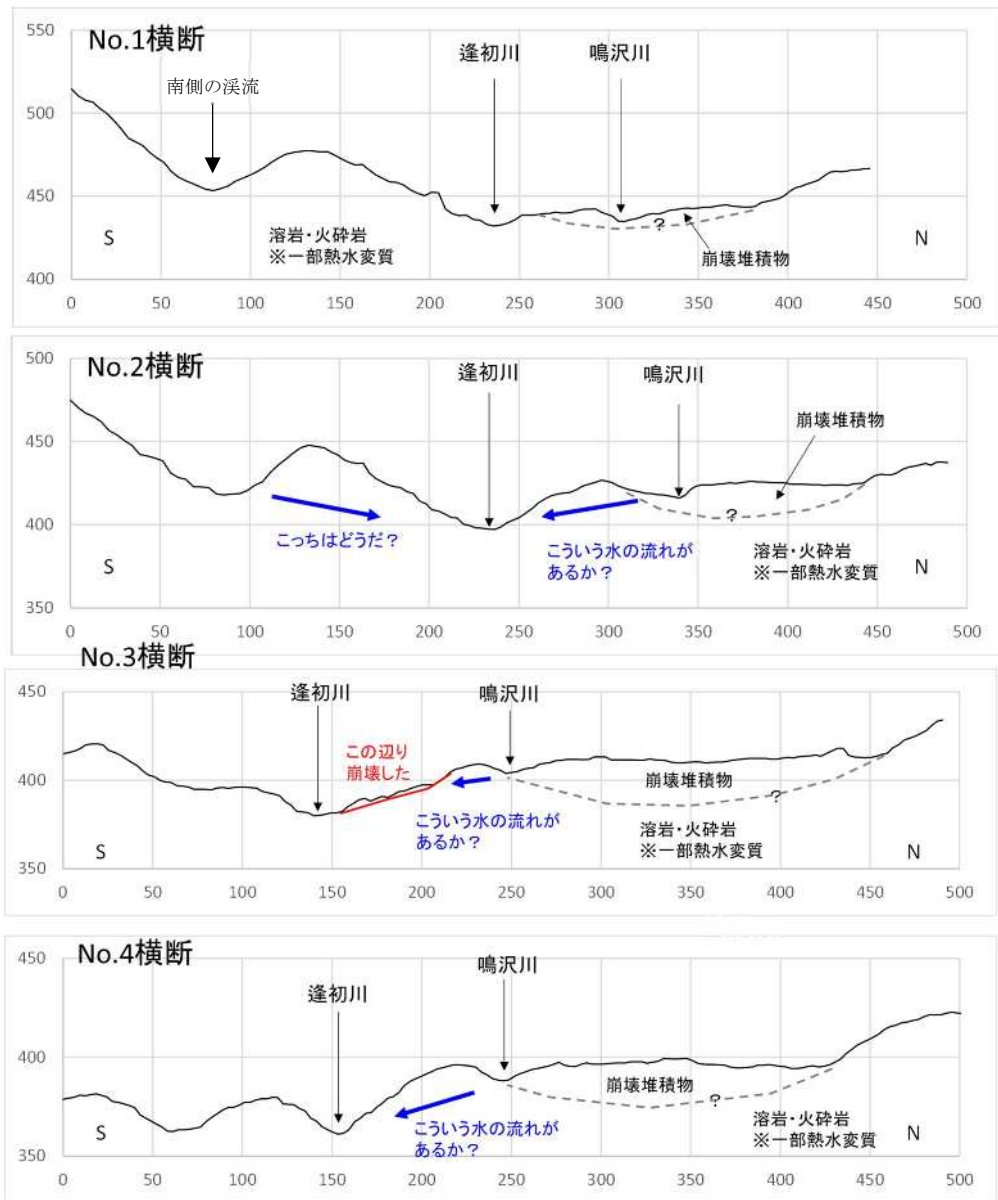 No.1横断
550
500
450
400
南側の渓流
逢初川
鳴沢川
S
溶岩・火砕岩
※一部熱水変質
?
崩壊堆積物
N
0 50 100 150 200 250 300 350 400 450 500
No.2横断
500
450
400
350
逢初川
鳴沢川
崩壊堆積物
こっちはどうだ?
こういう水の流れが
あるか?
?
溶岩・火砕岩
※一部熱水変質
S
N
0 50 100 150 200 250 300 350 400 450 500
No.3横断
450
400
350
逢初川
鳴沢川
この辺り
崩壊した
こういう水の流れが
あるか?
崩壊堆積物
?
溶岩・火砕岩
※一部熱水変質
S
N
0 50 100 150 200 250 300 350 400 450 500
No.4横断
450
400
350
逢初川
鳴沢川
崩壊堆積物
?
こういう水の流れが
あるか?
溶岩・火砕岩
※一部熱水変質
S
N
0 50 100 150 200 250 300 350 400 450 500